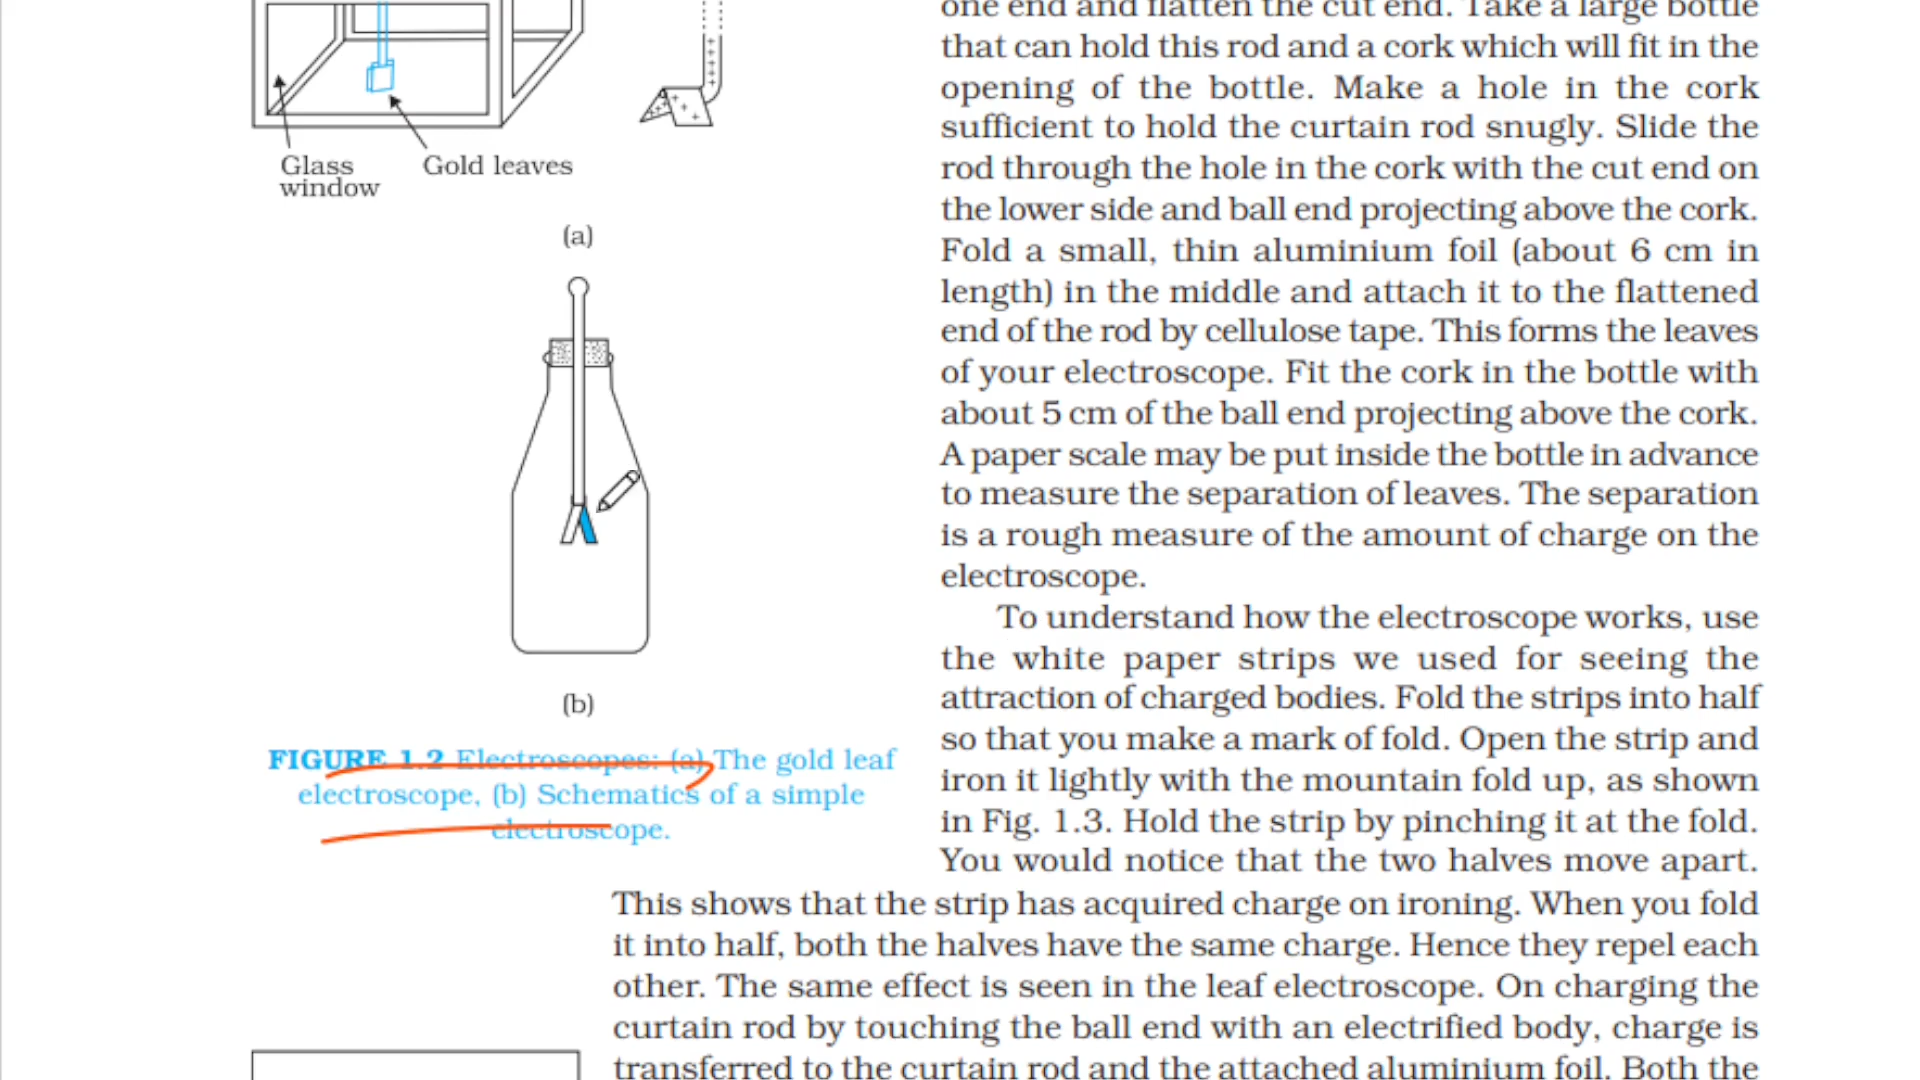 Glass
window
Gold leaves
(a)
(b)
FIGURE 1.2 Electroscopes: (a) The gold leaf
electroscope, (b) Schematics of a simple
electroscope.
one end and flatten the cut end. Take a large bottle
that can hold this rod and a cork which will fit in the
opening of the bottle. Make a hole in the cork
sufficient to hold the curtain rod snugly. Slide the
rod through the hole in the cork with the cut end on
the lower side and ball end projecting above the cork.
Fold a small, thin aluminium foil (about 6 cm in
length) in the middle and attach it to the flattened
end of the rod by cellulose tape. This forms the leaves
of your electroscope. Fit the cork in the bottle with
about 5 cm of the ball end projecting above the cork.
A paper scale may be put inside the bottle in advance
to measure the separation of leaves. The separation
is a rough measure of the amount of charge on the
electroscope.
To understand how the electroscope works, use
the white paper strips we used for seeing the
attraction of charged bodies. Fold the strips into half
so that you make a mark of fold. Open the strip and
iron it lightly with the mountain fold up, as shown
in Fig. 1.3. Hold the strip by pinching it at the fold.
You would notice that the two halves move apart.
This shows that the strip has acquired charge on ironing. When you fold
it into half, both the halves have the same charge. Hence they repel each
other. The same effect is seen in the leaf electroscope. On charging the
curtain rod by touching the ball end with an electrified body, charge is
transferred to the curtain rod and the attached aluminium foil. Both the